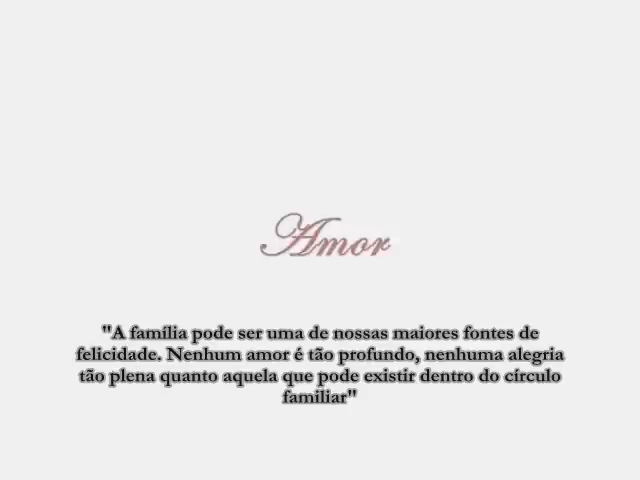 Amor
"A família pode ser uma de nossas maiores fontes de
felicidade. Nenhum amor é tão profundo, nenhuma alegria
tão plena quanto aquela que pode existir dentro do círculo
familiar"